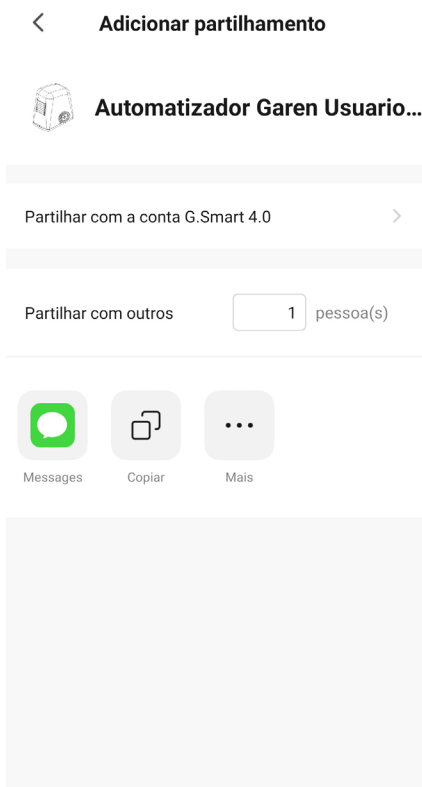 Adicionar partilhamento
Automatizador Garen Usuario...
Partilhar com a conta G.Smart 4.0
Partilhar com outros 1 pessoa(s)
Messages Copiar Mais